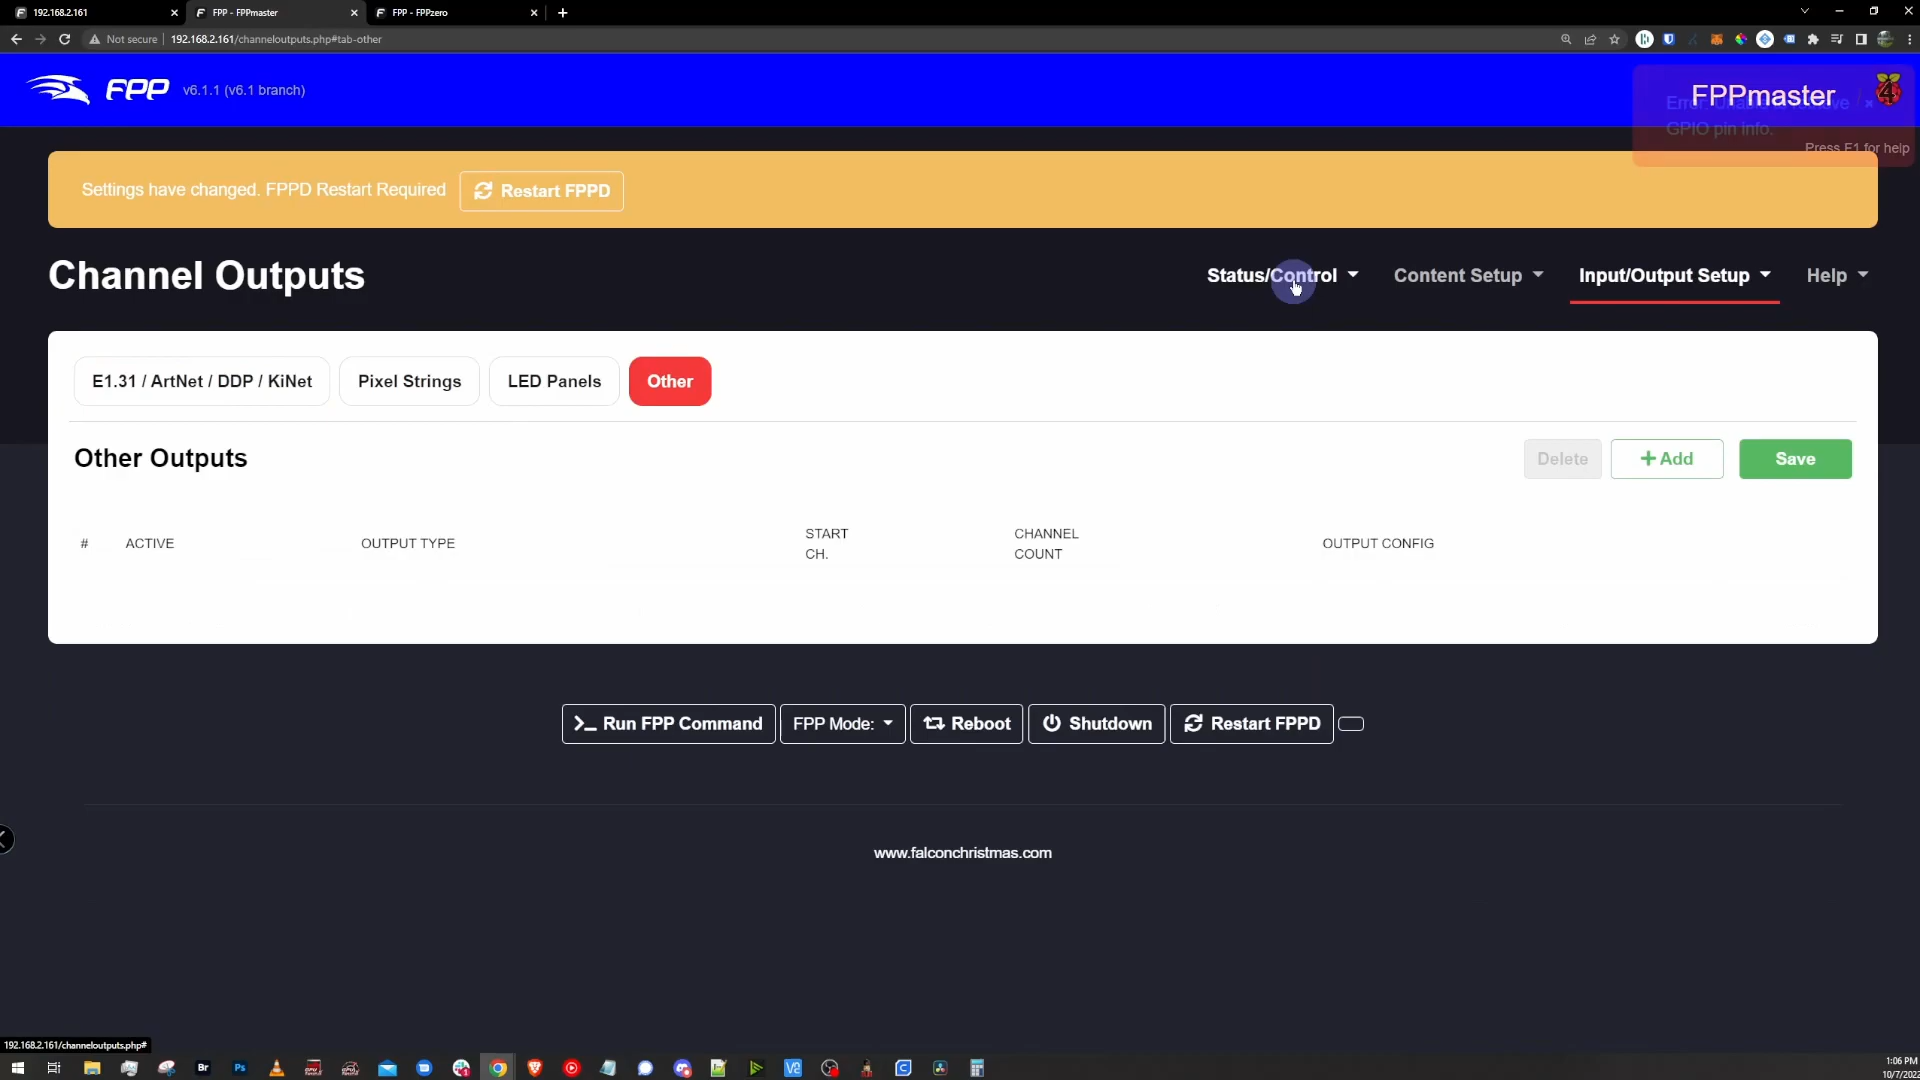 192.168.2.161
FPP - FPPmaster
FPP - FPPzero
Not secure
192.168.2.161/channeloutputs.php#tab-other
FPP
v6.1.1 (v6.1 branch)
FPPmaster
GPIO pin info.
Press F1 for help
Settings have changed. FPPD Restart Required
Restart FPPD
Channel Outputs
Status/Control
Content Setup
Input/Output Setup
Help
E1.31 / ArtNet / DDP / KiNet
Pixel Strings
LED Panels
Other
Other Outputs
Delete
Add
Save
#
ACTIVE
OUTPUT TYPE
START CH.
CHANNEL COUNT
OUTPUT CONFIG
Run FPP Command
FPP Mode:
Reboot
Shutdown
Restart FPPD
www.falconchristmas.com
192.168.2.161/channeloutputs.php#
Br
Ps
1:06 PM